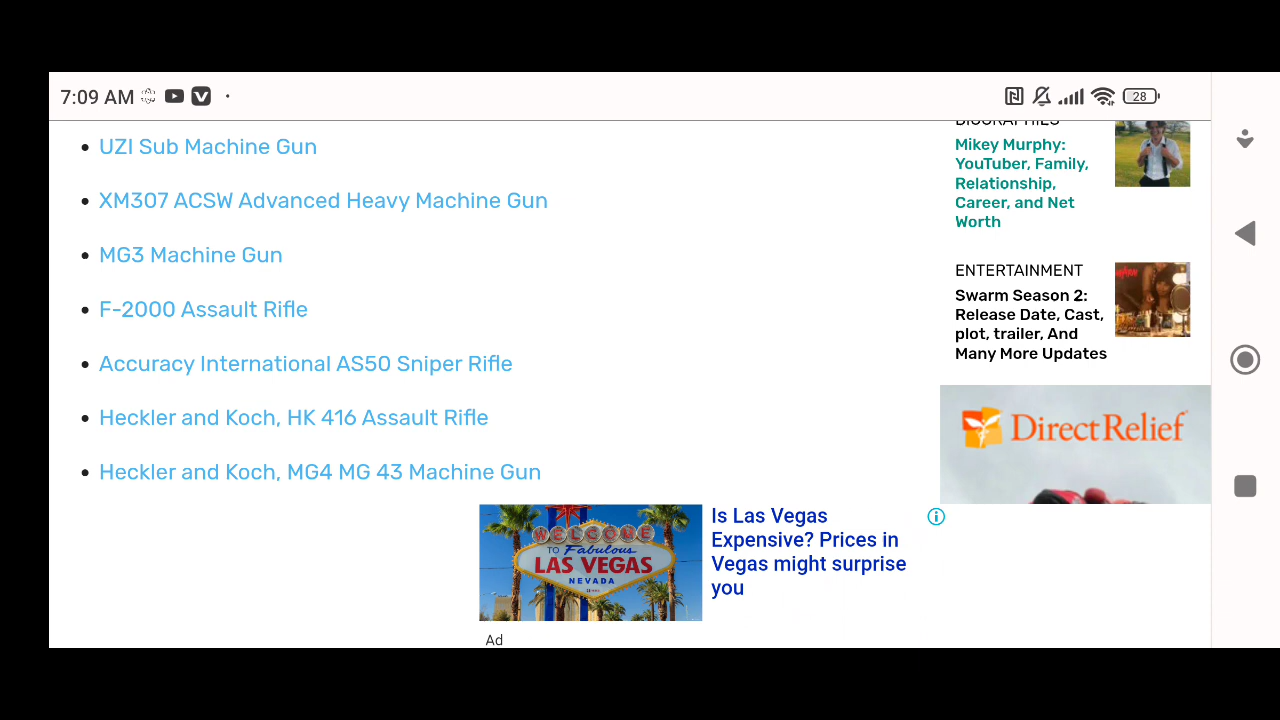 7:09 AM
28
UZI Sub Machine Gun
XM307 ACSW Advanced Heavy Machine Gun
MG3 Machine Gun
F-2000 Assault Rifle
Accuracy International AS50 Sniper Rifle
Heckler and Koch, HK 416 Assault Rifle
Heckler and Koch, MG4 MG 43 Machine Gun
BIOGRAPHIES
Mikey Murphy:
YouTuber, Family,
Relationship,
Career, and Net
Worth
ENTERTAINMENT
Swarm Season 2:
Release Date, Cast,
plot, trailer, And
Many More Updates
Direct Relief
WELCOME
TO Fabulous
LAS VEGAS
NEVADA
Is Las Vegas
Expensive? Prices in
Vegas might surprise
you
Ad